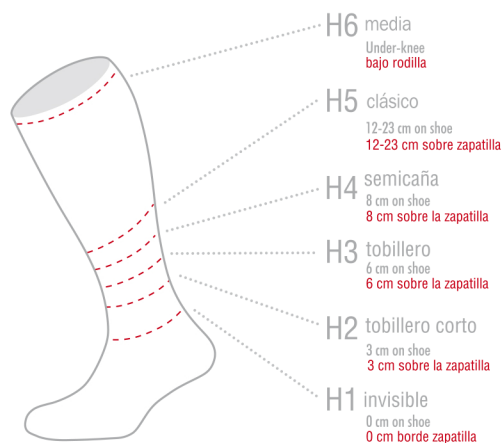 H6 media
Under-knee
bajo rodilla
H5 clásico
12-23 cm on shoe
12-23 cm sobre zapatilla
H4 semicaña
8 cm on shoe
8 cm sobre la zapatilla
H3 tobillero
6 cm on shoe
6 cm sobre la zapatilla
H2 tobillero corto
3 cm on shoe
3 cm sobre la zapatilla
H1 invisible
0 cm on shoe
0 cm borde zapatilla